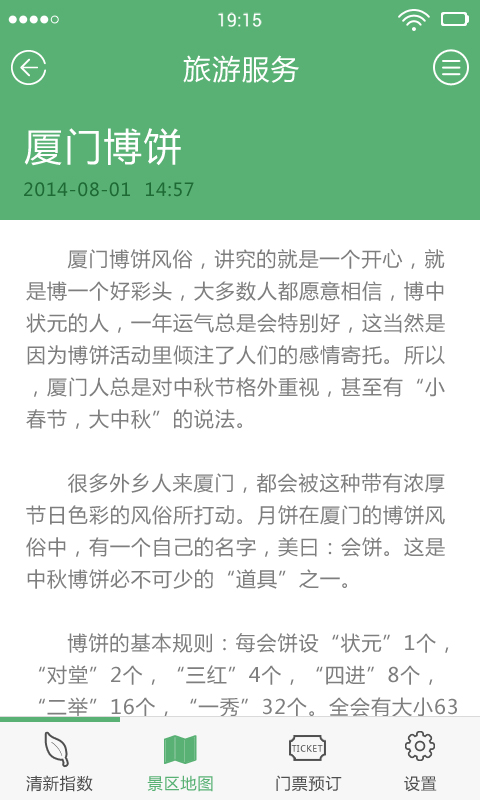 19:15
旅游服务
厦门博饼
2014-08-01 14:57
厦门博饼风俗，讲究的就是一个开心，就
是博一个好彩头，大多数人都愿意相信，博中
状元的人，一年运气总是会特别好，这当然是
因为博饼活动里倾注了人们的感情寄托。所以
，厦门人总是对中秋节格外重视，甚至有“小
春节，大中秋”的说法。
很多外乡人来厦门，都会被这种带有浓厚
节日色彩的风俗所打动。月饼在厦门的博饼风
俗中，有一个自己的名字，美曰：会饼。这是
中秋博饼必不可少的“道具”之一。
博饼的基本规则：每会饼设“状元”1个，
“对堂”2个，“三红”4个，“四进”8个，
“二举”16个，“一秀”32个。全会有大小63
TICKET
清新指数 景区地图 门票预订 设置